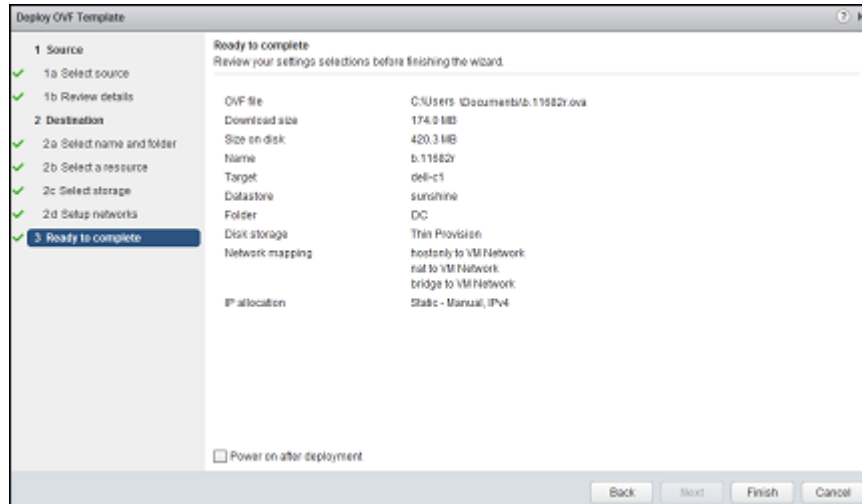 Deploy OVF Template
1 Source
1a Select source
1b Review details
2 Destination
2a Select name and folder
2b Select a resource
2c Select storage
2d Setup networks
3 Ready to complete
Ready to complete
Review your settings selections before finishing the wizard.
OVF file C:\Users \Documents\b.11682r.ova
Download size 174.0 MB
Size on disk 420.3 MB
Name b.11682r
Target dell-c1
Datastore sunshine
Folder DC
Disk storage Thin Provision
Network mapping hostonly to VM Network
nat to VM Network
bridge to VM Network
IP allocation Static - Manual, IPv4
Power on after deployment
Back Next Finish Cancel